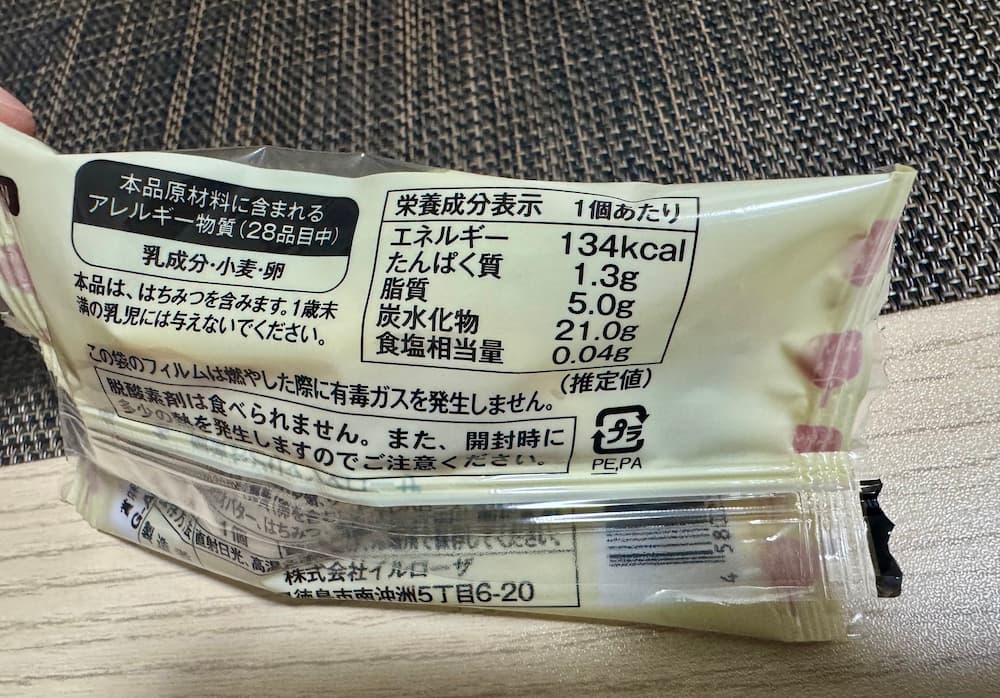 本品原材料に含まれる
アレルギー物質(28品目中)
乳成分・小麦・卵
本品は、はちみつを含みます。1歳未
満の乳児には与えないでください。
栄養成分表示 1個あたり
エネルギー 134kcal
たんぱく質 1.3g
脂質 5.0g
炭水化物 21.0g
食塩相当量 0.04g
(推定値)
この袋のフィルムは燃やした際に有毒ガスを発生しません。
脱酸素剤は食べられません。また、開封時に
多少の熱を発生しますのでご注意ください。
プラ
PE,PA
バター、はちみつ
1個
直射日光、高温
保存してください。
株式会社イルローザ
徳島市南沖洲5丁目6-20